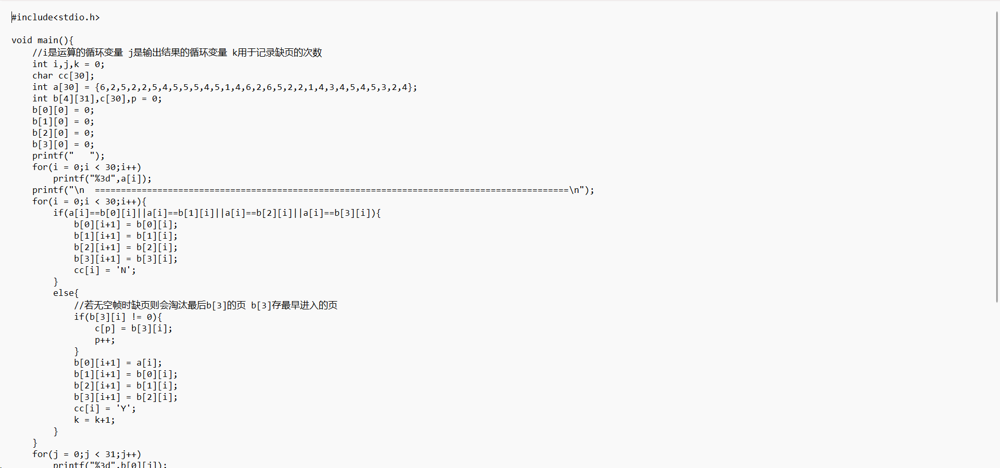 #include<stdio.h>
void main(){
//i是运算的循环变量 j是输出结果的循环变量 k用于记录缺页的次数
int i,j,k = 0;
char cc[30];
int a[30] = {6,2,5,2,2,5,4,5,5,5,4,5,1,4,6,2,6,5,2,2,1,4,3,4,5,4,5,3,2,4};
int b[4][31],c[30],p = 0;
b[0][0] = 0;
b[1][0] = 0;
b[2][0] = 0;
b[3][0] = 0;
printf("   ");
for(i = 0;i < 30;i++)
printf("%3d",a[i]);
printf("\n  ===========================================================================================\n");
for(i = 0;i < 30;i++){
if(a[i]==b[0][i]||a[i]==b[1][i]||a[i]==b[2][i]||a[i]==b[3][i]){
b[0][i+1] = b[0][i];
b[1][i+1] = b[1][i];
b[2][i+1] = b[2][i];
b[3][i+1] = b[3][i];
cc[i] = 'N';
}
else{
//若无空帧时缺页则会淘汰最后b[3]的页 b[3]存最早进入的页
if(b[3][i] != 0){
c[p] = b[3][i];
p++;
}
b[0][i+1] = a[i];
b[1][i+1] = b[0][i];
b[2][i+1] = b[1][i];
b[3][i+1] = b[2][i];
cc[i] = 'Y';
k = k+1;
}
}
for(j = 0;j < 31;j++)
printf("%3d",b[0][j]);